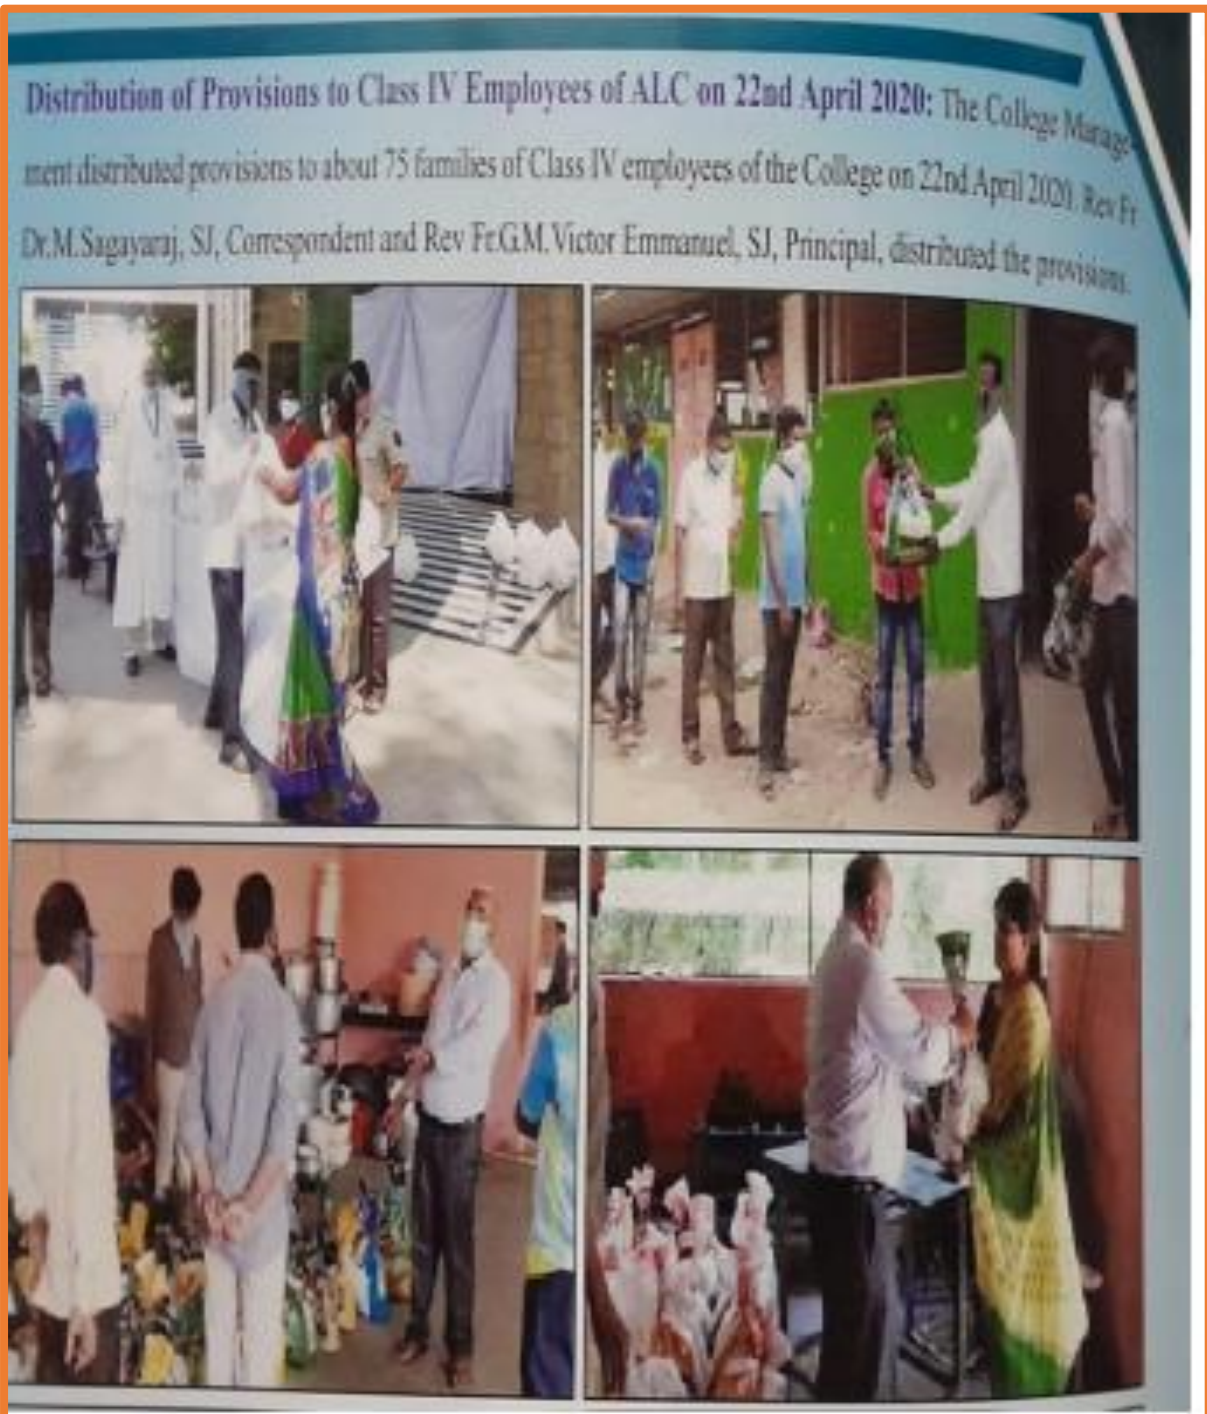 Distribution of Provisions to Class IV Employees of ALC on 22nd April 2020: The College Manage-
ment distributed provisions to about 75 families of Class IV employees of the College on 22nd April 2020. Rev Fr
Dr.M.Sagayaraj, SJ, Correspondent and Rev Fr.G.M.Victor Emmanuel, SJ, Principal, distributed the provisions.